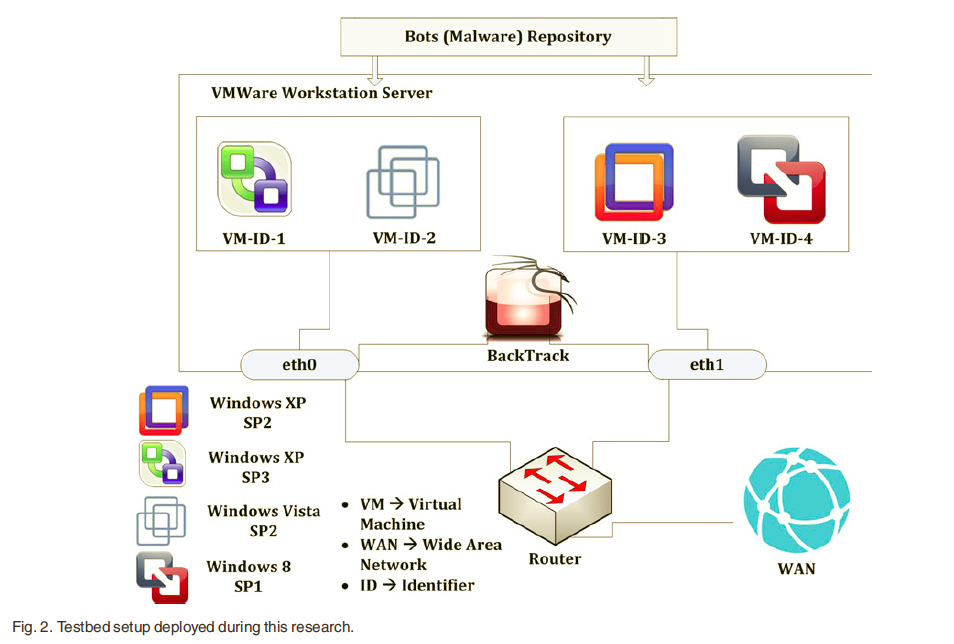 Bots (Malware) Repository
VMWare Workstation Server
VM-ID-1
VM-ID-2
VM-ID-3
VM-ID-4
BackTrack
eth0
eth1
Windows XP
SP2
Windows XP
SP3
Windows Vista
SP2
Windows 8
SP1
• VM → Virtual
Machine
• WAN → Wide Area
Network
• ID → Identifier
Router
WAN
Fig. 2. Testbed setup deployed during this research.